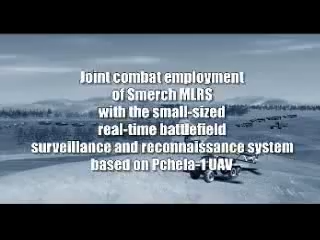 Joint combat employment
of Smerch MLRS
with the small-sized
real-time battlefield
surveillance and reconnaissance system
based on Pchela-1 UAV